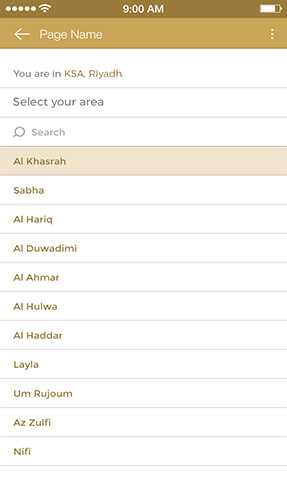 9:00 AM
Page Name
You are in KSA, Riyadh
Select your area
Search
Al Khasrah
Sabha
Al Hariq
Al Duwadimi
Al Ahmar
Al Hulwa
Al Haddar
Layla
Um Rujoum
Az Zulfi
Nifi